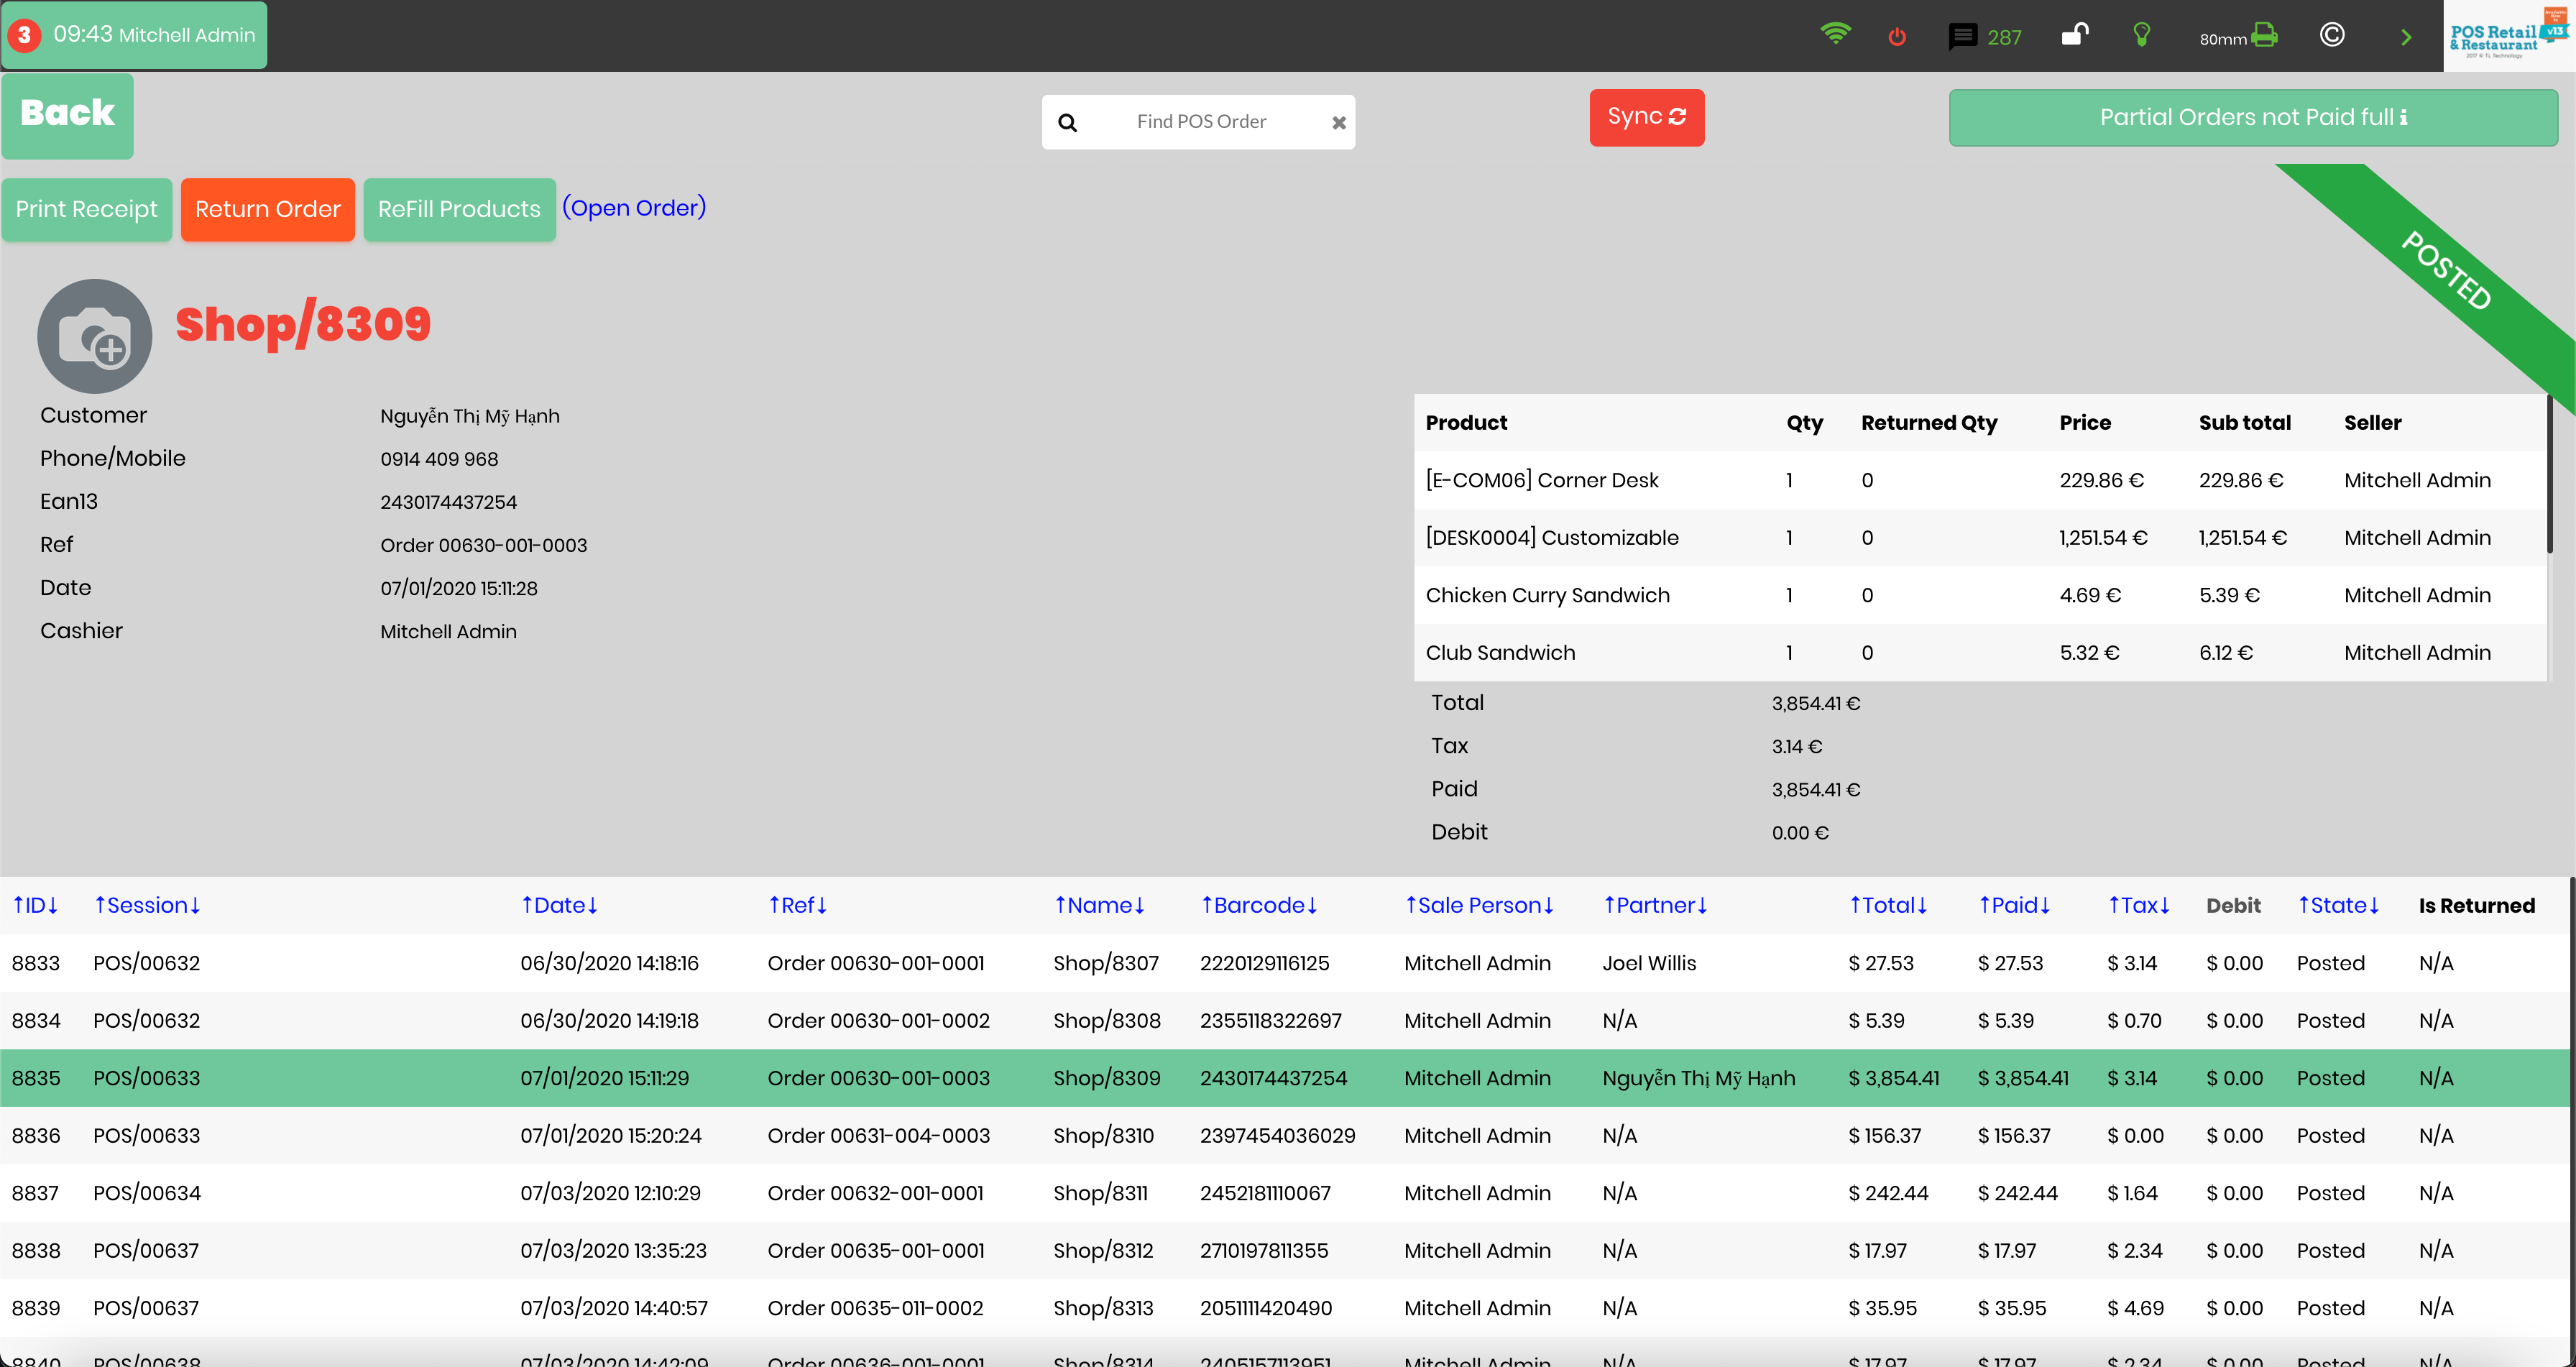 3 09:43 Mitchell Admin 287 80mm POS Retail v13
& Restaurant
2017 © TL Technology
Back Find POS Order Sync Partial Orders not Paid full
Print Receipt Return Order ReFill Products (Open Order)
POSTED
Shop/8309
Customer Nguyễn Thị Mỹ Hạnh
Phone/Mobile 0914 409 968
Ean13 2430174437254
Ref Order 00630-001-0003
Date 07/01/2020 15:11:28
Cashier Mitchell Admin
Product Qty Returned Qty Price Sub total Seller
[E-COM06] Corner Desk 1 0 229.86 € 229.86 € Mitchell Admin
[DESK0004] Customizable 1 0 1,251.54 € 1,251.54 € Mitchell Admin
Chicken Curry Sandwich 1 0 4.69 € 5.39 € Mitchell Admin
Club Sandwich 1 0 5.32 € 6.12 € Mitchell Admin
Total 3,854.41 €
Tax 3.14 €
Paid 3,854.41 €
Debit 0.00 €
↑ID↓ ↑Session↓ ↑Date↓ ↑Ref↓ ↑Name↓ ↑Barcode↓ ↑Sale Person↓ ↑Partner↓ ↑Total↓ ↑Paid↓ ↑Tax↓ Debit ↑State↓ Is Returned
8833 POS/00632 06/30/2020 14:18:16 Order 00630-001-0001 Shop/8307 2220129116125 Mitchell Admin Joel Willis $ 27.53 $ 27.53 $ 3.14 $ 0.00 Posted N/A
8834 POS/00632 06/30/2020 14:19:18 Order 00630-001-0002 Shop/8308 2355118322697 Mitchell Admin N/A $ 5.39 $ 5.39 $ 0.70 $ 0.00 Posted N/A
8835 POS/00633 07/01/2020 15:11:29 Order 00630-001-0003 Shop/8309 2430174437254 Mitchell Admin Nguyễn Thị Mỹ Hạnh $ 3,854.41 $ 3,854.41 $ 3.14 $ 0.00 Posted N/A
8836 POS/00633 07/01/2020 15:20:24 Order 00631-004-0003 Shop/8310 2397454036029 Mitchell Admin N/A $ 156.37 $ 156.37 $ 0.00 $ 0.00 Posted N/A
8837 POS/00634 07/03/2020 12:10:29 Order 00632-001-0001 Shop/8311 2452181110067 Mitchell Admin N/A $ 242.44 $ 242.44 $ 1.64 $ 0.00 Posted N/A
8838 POS/00637 07/03/2020 13:35:23 Order 00635-001-0001 Shop/8312 2710197811355 Mitchell Admin N/A $ 17.97 $ 17.97 $ 2.34 $ 0.00 Posted N/A
8839 POS/00637 07/03/2020 14:40:57 Order 00635-011-0002 Shop/8313 2051111420490 Mitchell Admin N/A $ 35.95 $ 35.95 $ 4.69 $ 0.00 Posted N/A
8840 POS/00638 07/03/2020 14:42:09 Order 00636-001-0001 Shop/8314 2405157113951 Mitchell Admin N/A $ 17.97 $ 17.97 $ 2.34 $ 0.00 Posted N/A